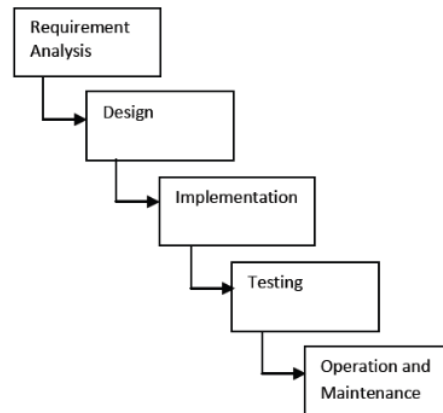 Requirement
Analysis
Design
Implementation
Testing
Operation and
Maintenance